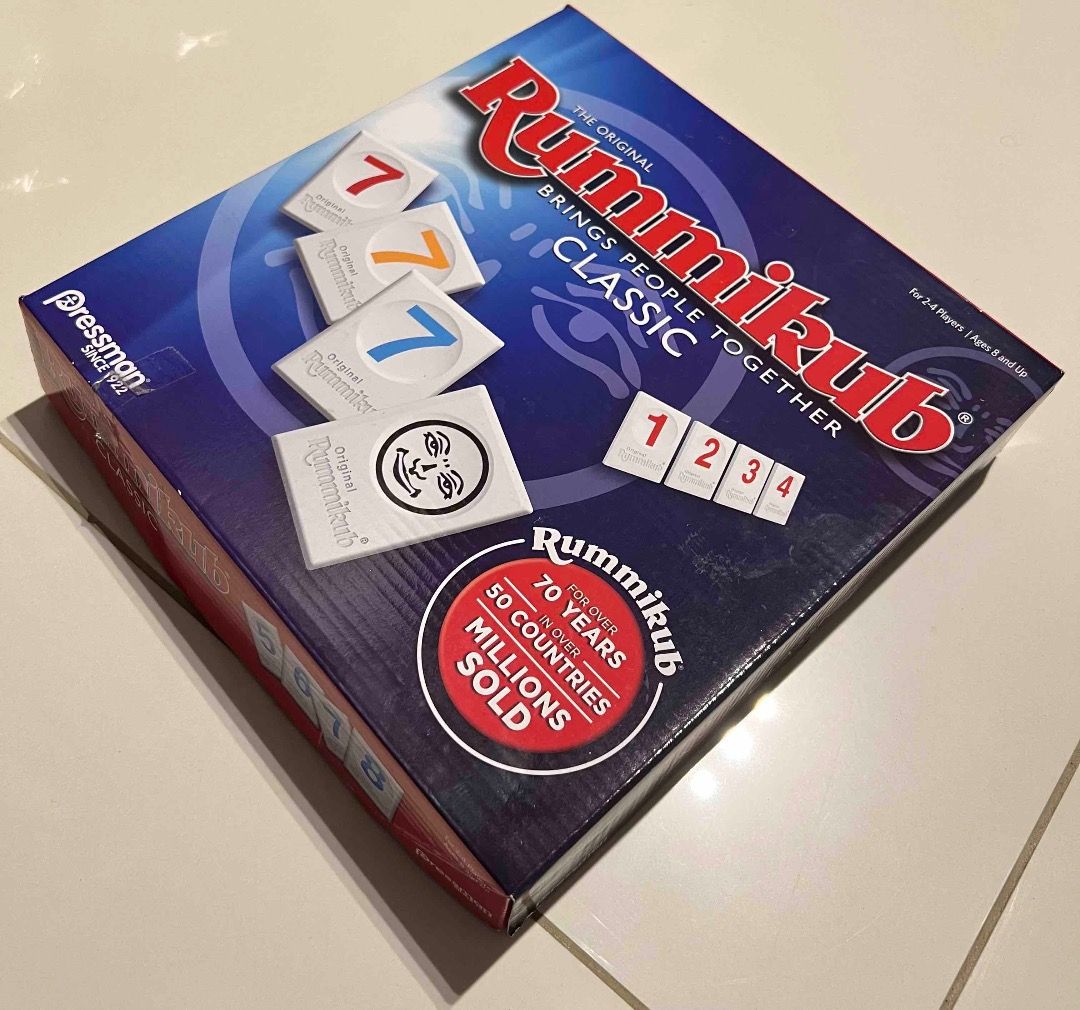 THE ORIGINAL
Rummikub®
BRINGS PEOPLE TOGETHER
CLASSIC
For 2-4 Players | Ages 8 and Up
Pressman®
SINCE 1922
7
Original
Rummikub
7
Original
Rummikub
7
Original
Rummikub
Original
Rummikub®
1 2 3 4
Rummikub
FOR OVER
70 YEARS
IN OVER
50 COUNTRIES
MILLIONS
SOLD
Rummikub
CLASSIC
5 6 7 8
Pressman